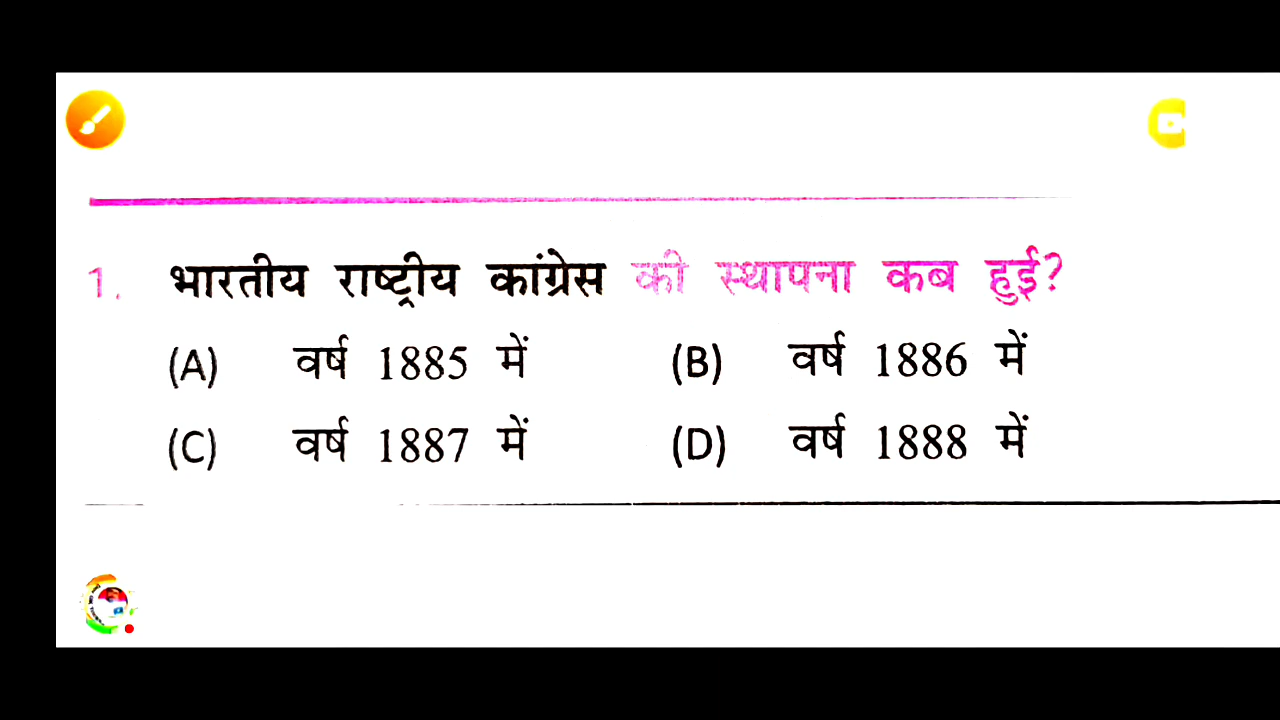 1. भारतीय राष्ट्रीय कांग्रेस की स्थापना कब हुई?
(A) वर्ष 1885 में (B) वर्ष 1886 में
(C) वर्ष 1887 में (D) वर्ष 1888 में